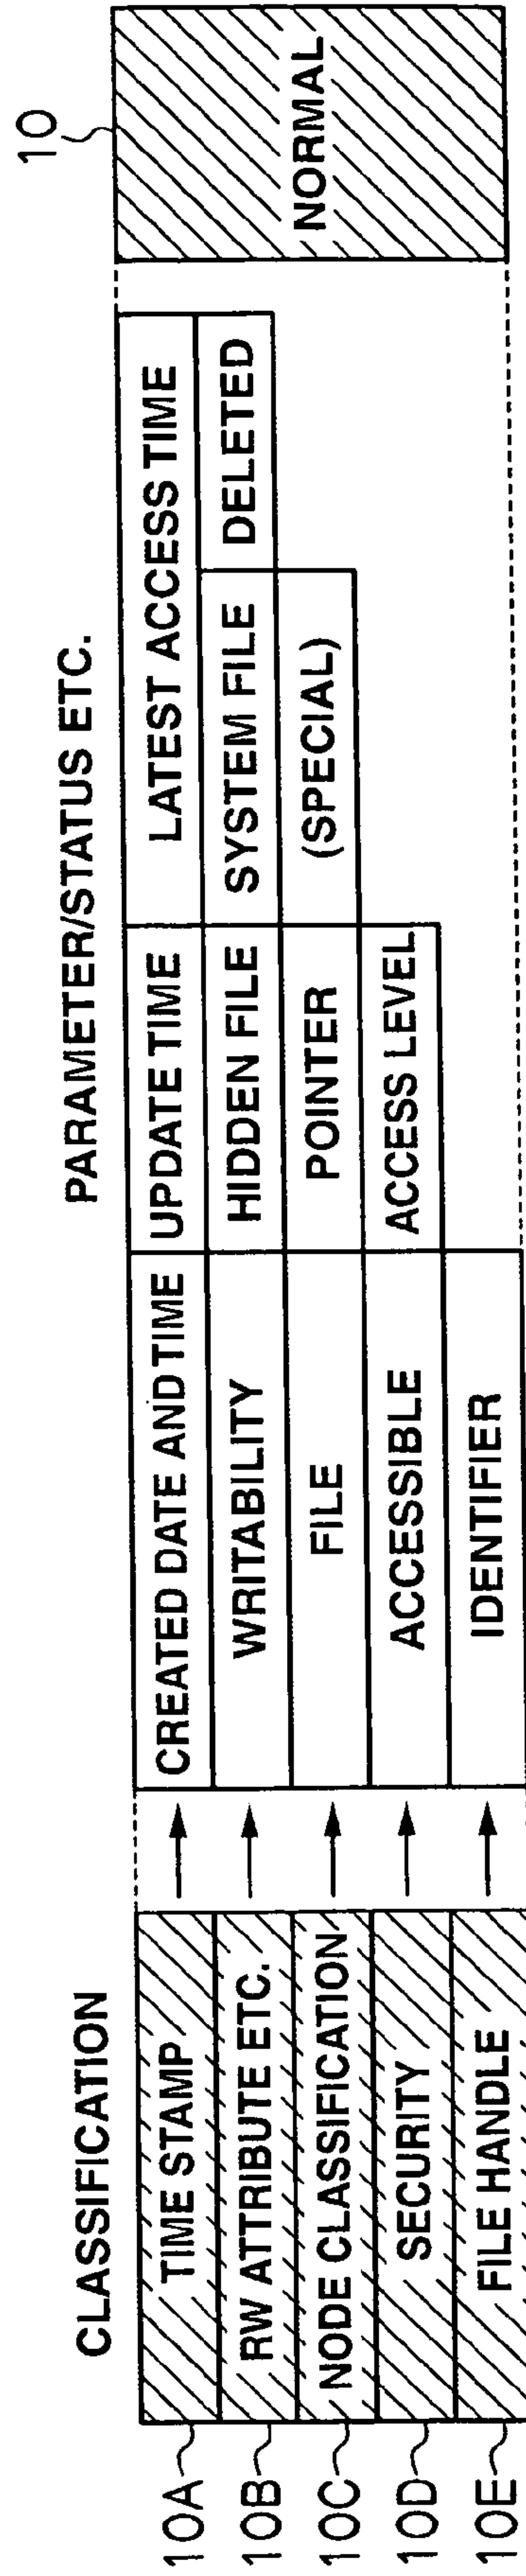 CLASSIFICATION
PARAMETER/STATUS ETC.
10
10A TIME STAMP CREATED DATE AND TIME UPDATE TIME LATEST ACCESS TIME
10B RW ATTRIBUTE ETC. WRITABILITY HIDDEN FILE SYSTEM FILE DELETED
10C NODE CLASSIFICATION FILE POINTER (SPECIAL)
10D SECURITY ACCESSIBLE ACCESS LEVEL
10E FILE HANDLE IDENTIFIER
NORMAL